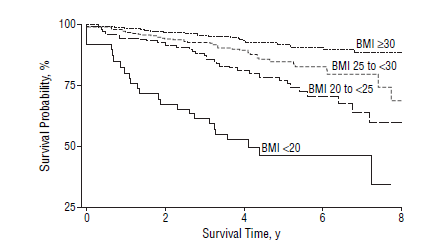 100
BMI ≥30
BMI 25 to <30
75
BMI 20 to <25
50
BMI <20
25
0
2
4
6
8
Survival Probability, %
Survival Time, y